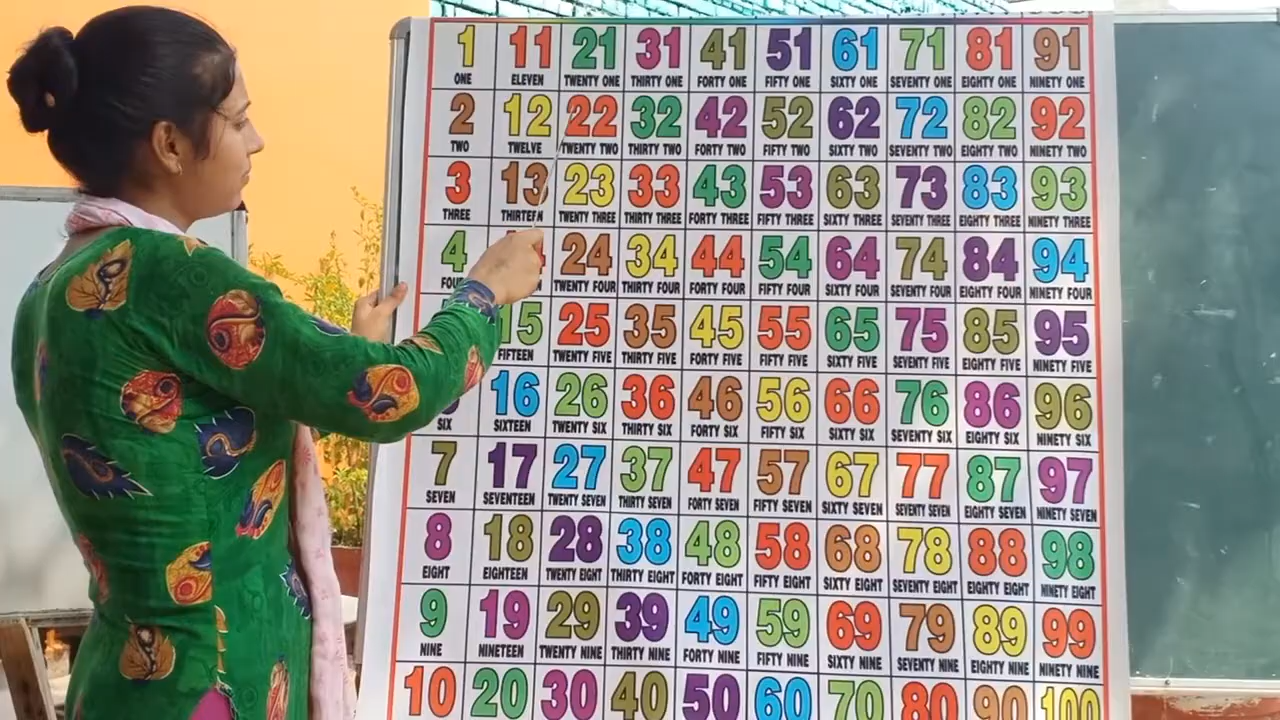 1 11 21 31 41 51 61 71 81 91
ONE ELEVEN TWENTY ONE THIRTY ONE FORTY ONE FIFTY ONE SIXTY ONE SEVENTY ONE EIGHTY ONE NINETY ONE
2 12 22 32 42 52 62 72 82 92
TWO TWELVE TWENTY TWO THIRTY TWO FORTY TWO FIFTY TWO SIXTY TWO SEVENTY TWO EIGHTY TWO NINETY TWO
3 13 23 33 43 53 63 73 83 93
THREE THIRTEEN TWENTY THREE THIRTY THREE FORTY THREE FIFTY THREE SIXTY THREE SEVENTY THREE EIGHTY THREE NINETY THREE
4 24 34 44 54 64 74 84 94
FOUR TWENTY FOUR THIRTY FOUR FORTY FOUR FIFTY FOUR SIXTY FOUR SEVENTY FOUR EIGHTY FOUR NINETY FOUR
15 25 35 45 55 65 75 85 95
FIFTEEN TWENTY FIVE THIRTY FIVE FORTY FIVE FIFTY FIVE SIXTY FIVE SEVENTY FIVE EIGHTY FIVE NINETY FIVE
16 26 36 46 56 66 76 86 96
SIX SIXTEEN TWENTY SIX THIRTY SIX FORTY SIX FIFTY SIX SIXTY SIX SEVENTY SIX EIGHTY SIX NINETY SIX
7 17 27 37 47 57 67 77 87 97
SEVEN SEVENTEEN TWENTY SEVEN THIRTY SEVEN FORTY SEVEN FIFTY SEVEN SIXTY SEVEN SEVENTY SEVEN EIGHTY SEVEN NINETY SEVEN
8 18 28 38 48 58 68 78 88 98
EIGHT EIGHTEEN TWENTY EIGHT THIRTY EIGHT FORTY EIGHT FIFTY EIGHT SIXTY EIGHT SEVENTY EIGHT EIGHTY EIGHT NINETY EIGHT
9 19 29 39 49 59 69 79 89 99
NINE NINETEEN TWENTY NINE THIRTY NINE FORTY NINE FIFTY NINE SIXTY NINE SEVENTY NINE EIGHTY NINE NINETY NINE
10 20 30 40 50 60 70 80 90 100